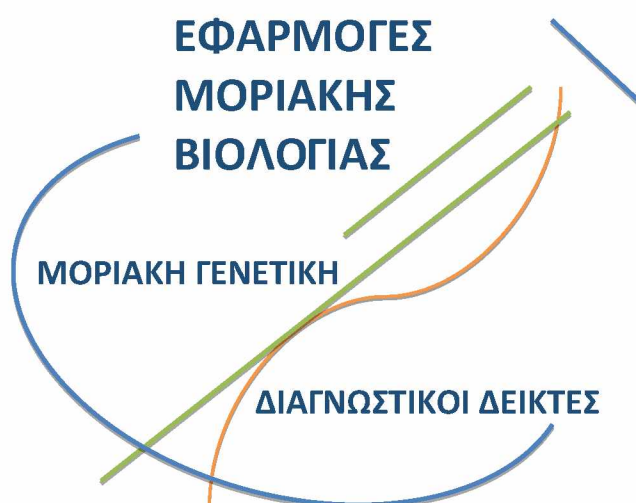 ΕΦΑΡΜΟΓΕΣ
ΜΟΡΙΑΚΗΣ
ΒΙΟΛΟΓΙΑΣ
ΜΟΡΙΑΚΗ ΓΕΝΕΤΙΚΗ
ΔΙΑΓΝΩΣΤΙΚΟΙ ΔΕΙΚΤΕΣ